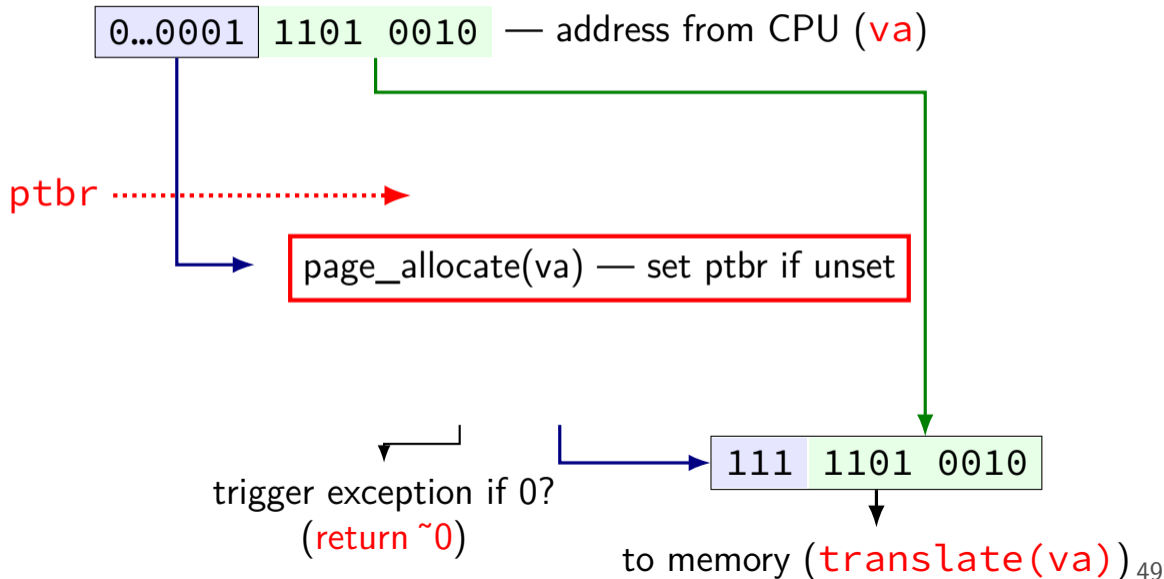 0…0001 1101 0010 — address from CPU (va)
ptbr
page_allocate(va) — set ptbr if unset
111 1101 0010
trigger exception if 0?
(return ~0)
to memory (translate(va))
49